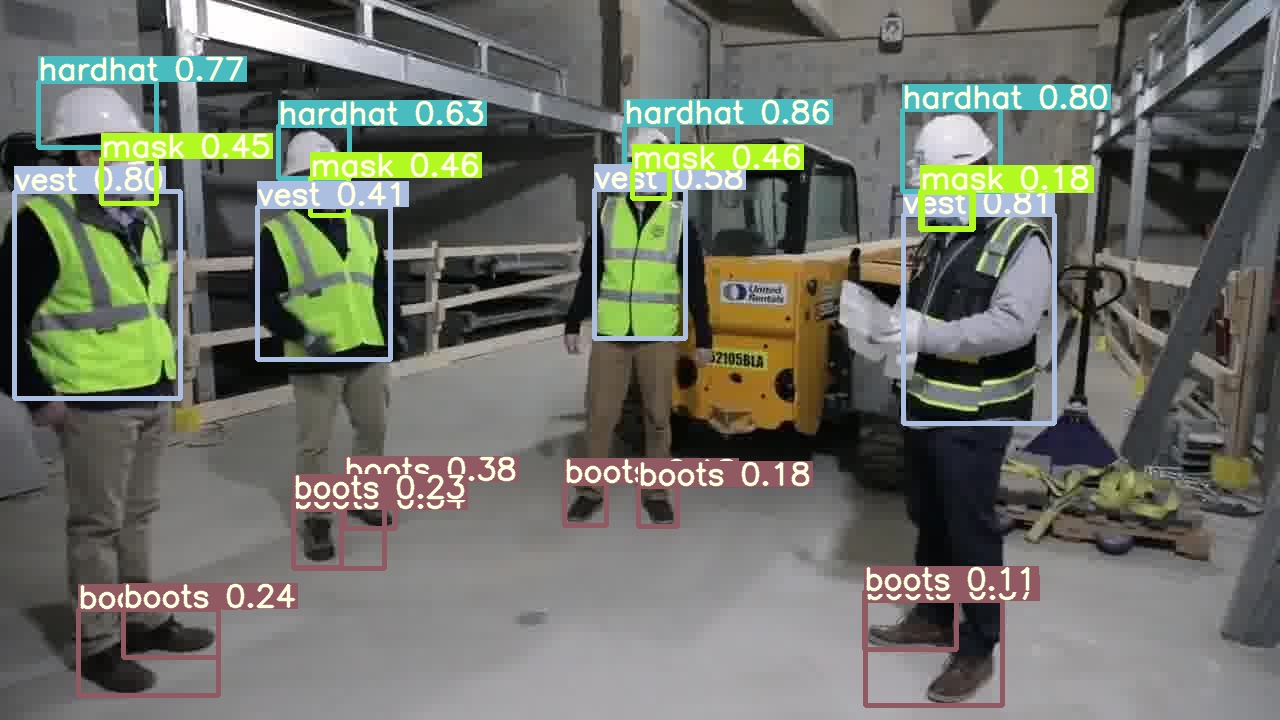 hardhat 0.77
hardhat 0.63
hardhat 0.86
hardhat 0.80
mask 0.45
mask 0.46
mask 0.46
mask 0.18
vest 0.80
vest 0.41
vest 0.58
vest 0.81
United
Rentals
52105BLA
boots 0.38
boots 0.23
boots
boots 0.18
boots 0.24
boots 0.11